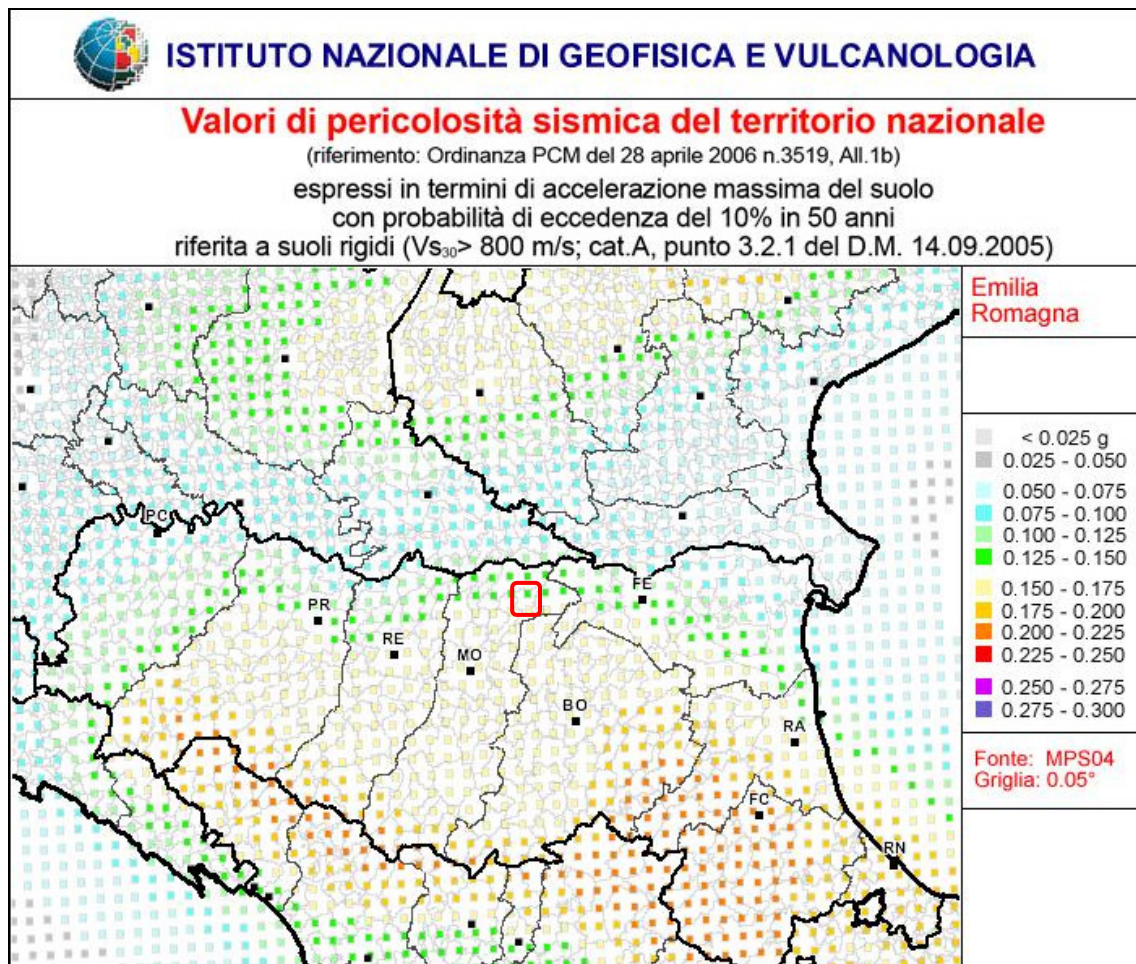 ISTITUTO NAZIONALE DI GEOFISICA E VULCANOLOGIA
Valori di pericolosità sismica del territorio nazionale
(riferimento: Ordinanza PCM del 28 aprile 2006 n.3519, All.1b)
espressi in termini di accelerazione massima del suolo
con probabilità di eccedenza del 10% in 50 anni
riferita a suoli rigidi (Vs30> 800 m/s; cat.A, punto 3.2.1 del D.M. 14.09.2005)
Emilia
Romagna
< 0.025 g
0.025 - 0.050
0.050 - 0.075
0.075 - 0.100
0.100 - 0.125
0.125 - 0.150
0.150 - 0.175
0.175 - 0.200
0.200 - 0.225
0.225 - 0.250
0.250 - 0.275
0.275 - 0.300
Fonte: MPS04
Griglia: 0.05°
PC
FE
PR
RE
MO
BO
RA
FC
RN